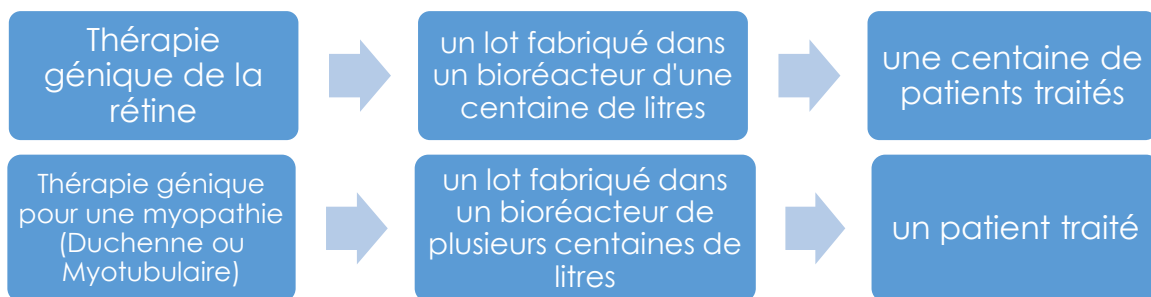 Thérapie
génique de la
rétine
un lot fabriqué dans
un bioréacteur d'une
centaine de litres
une centaine de
patients traités
Thérapie génique
pour une myopathie
(Duchenne ou
Myotubulaire)
un lot fabriqué dans
un bioréacteur de
plusieurs centaines de
litres
un patient traité